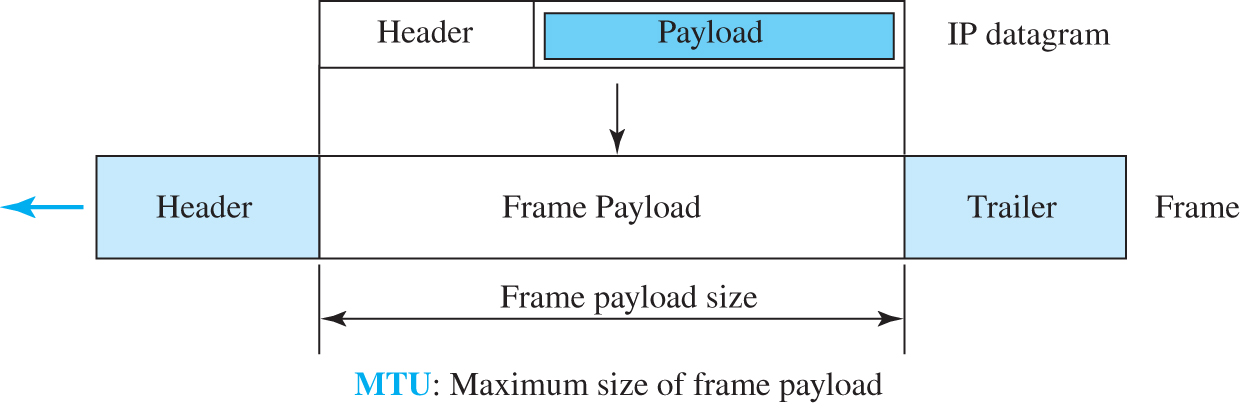 Header Payload IP datagram
Header Frame Payload Trailer Frame
Frame payload size
MTU: Maximum size of frame payload